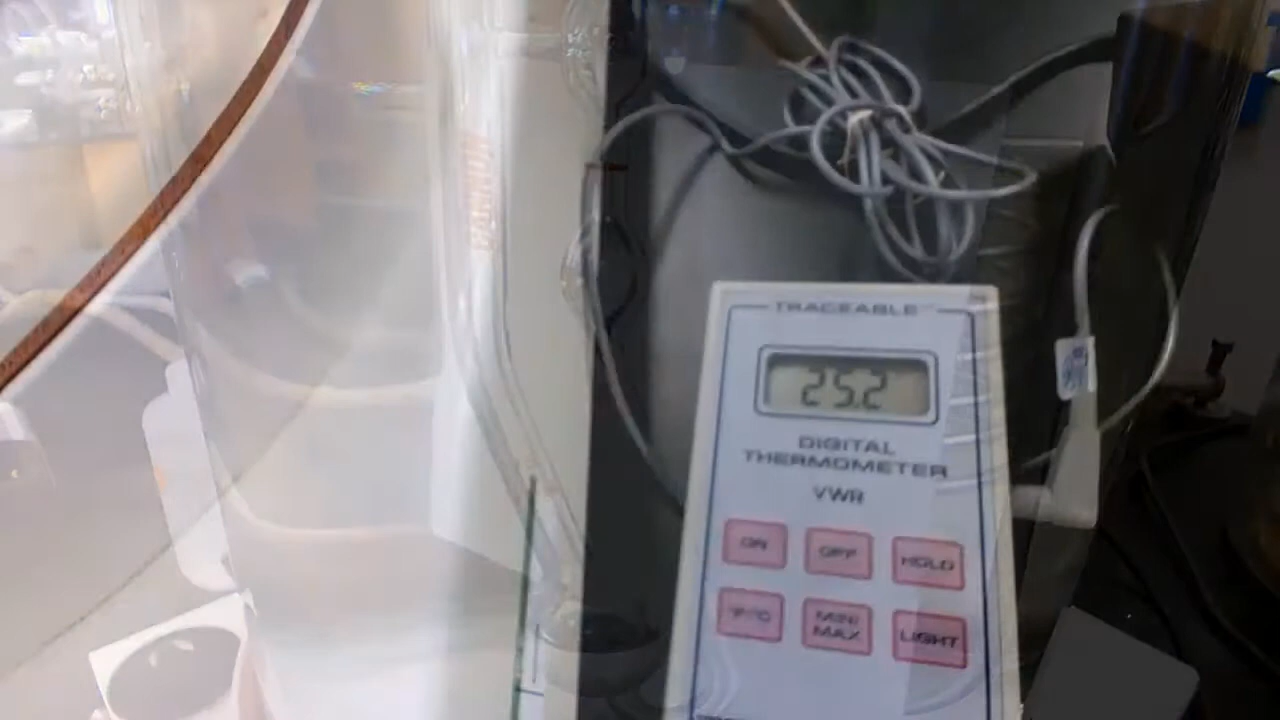 TRACEABLE
25.2
DIGITAL
THERMOMETER
VWR
ON OFF HOLD
°F/°C MIN/ MAX LIGHT